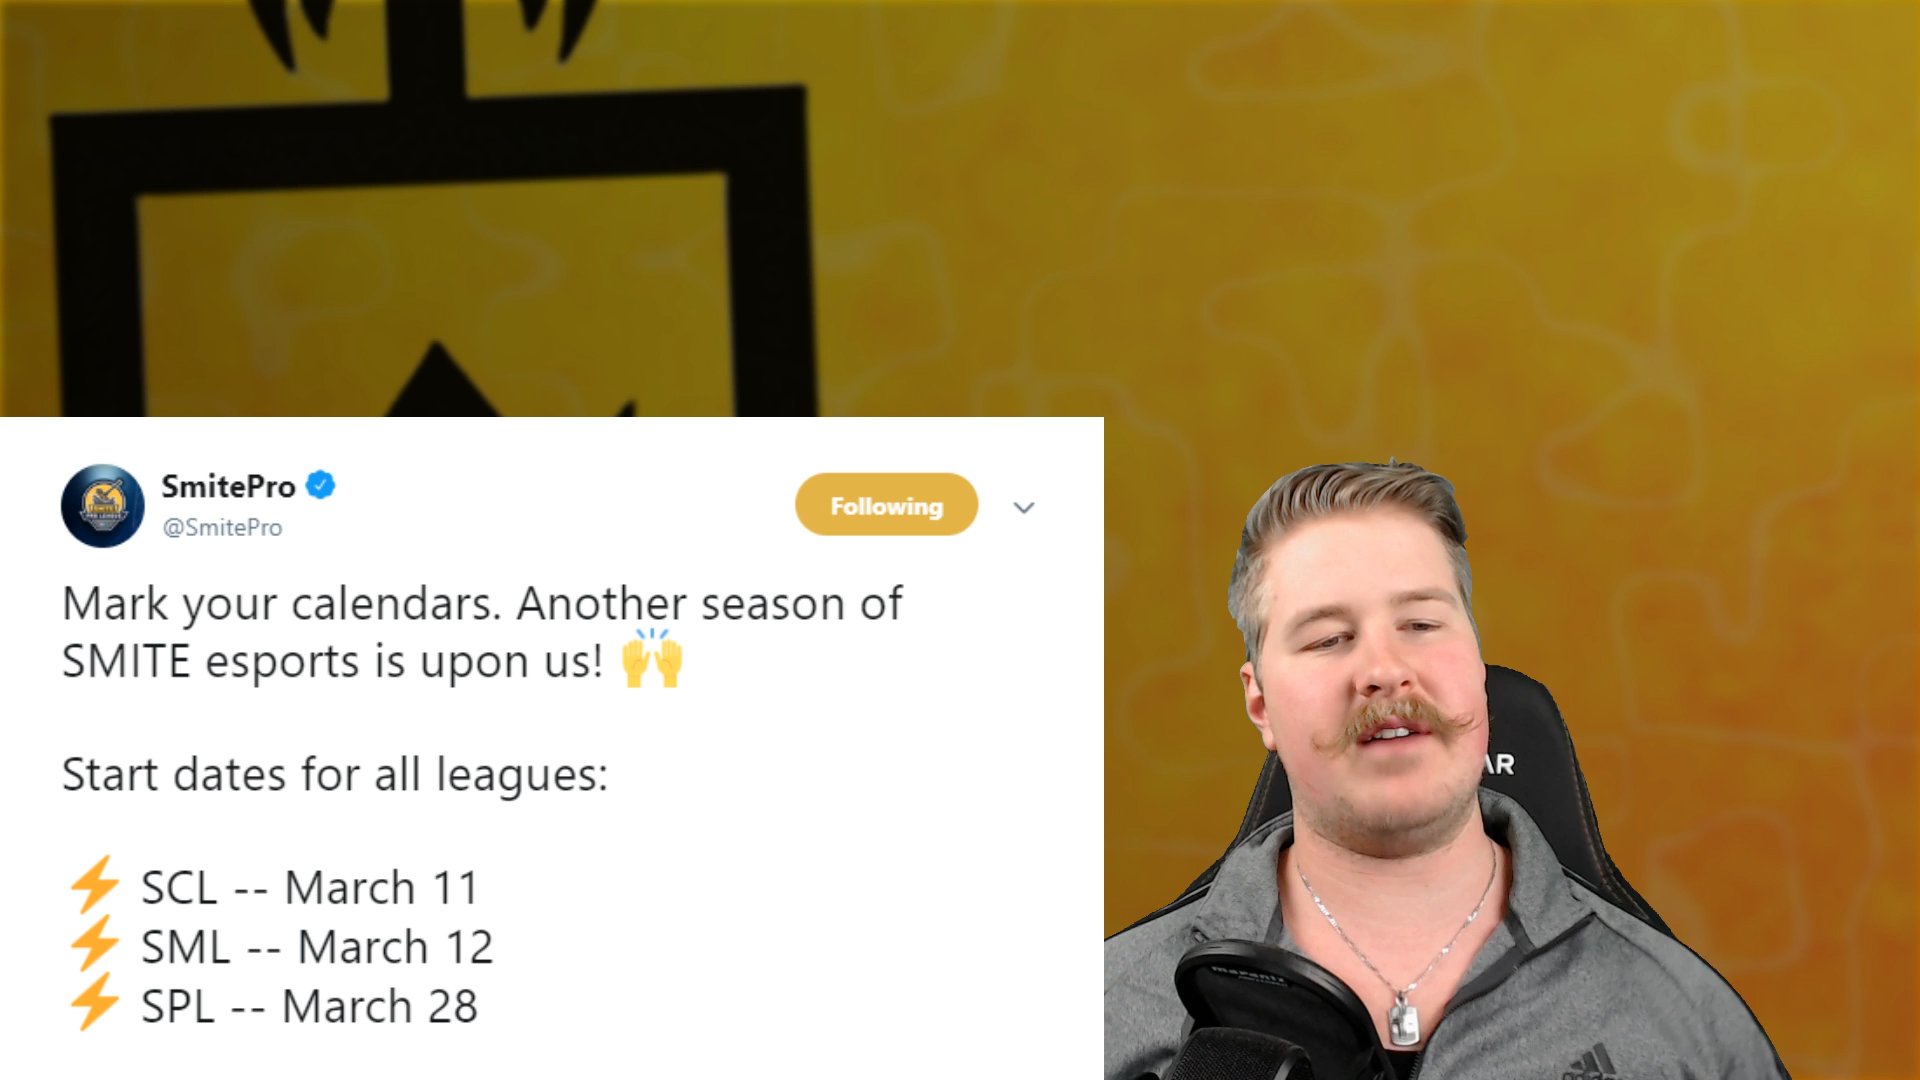 SmitePro
@SmitePro
Following
Mark your calendars. Another season of
SMITE esports is upon us! 🙌
Start dates for all leagues:
⚡ SCL -- March 11
⚡ SML -- March 12
⚡ SPL -- March 28
AR
marantz